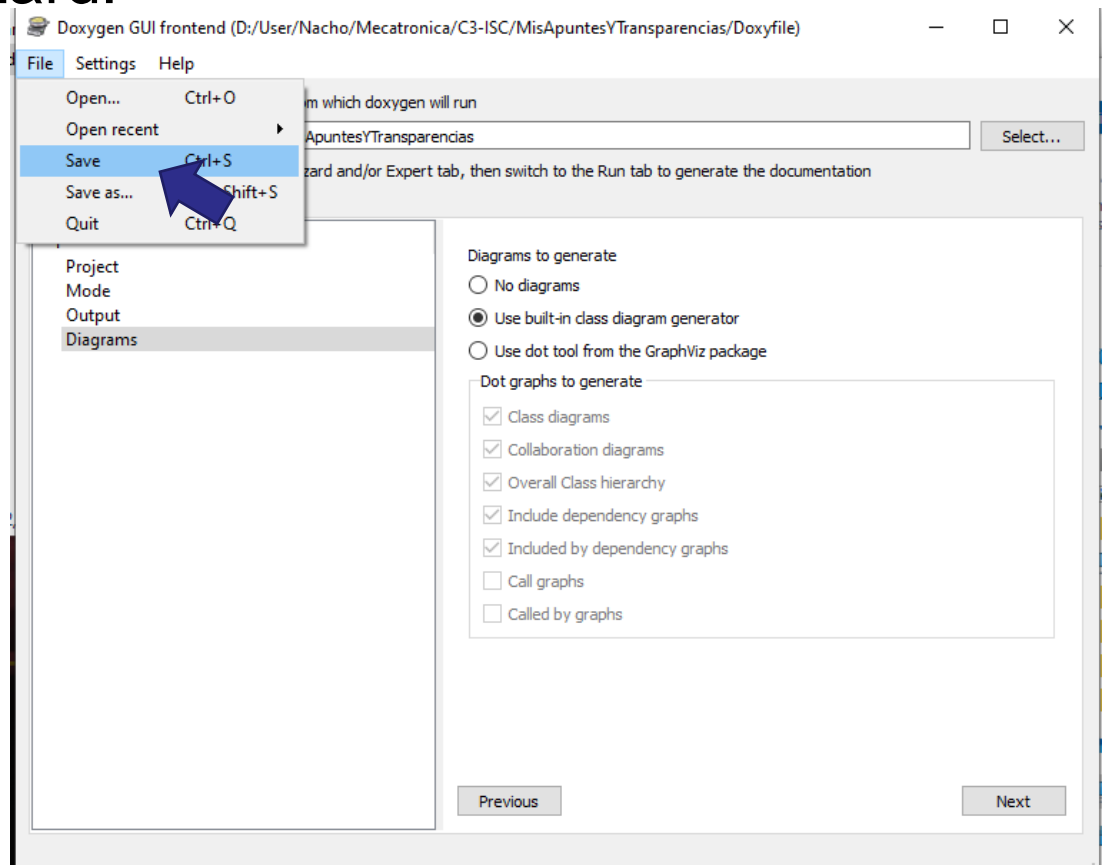 Doxygen GUI frontend (D:/User/Nacho/Mecatronica/C3-ISC/MisApuntesYTransparencias/Doxyfile)
File Settings Help
Open... Ctrl+O
which doxygen will run
Open recent
ApuntesYTransparencias
Select...
Save Ctrl+S
and/or Expert tab, then switch to the Run tab to generate the documentation
Save as... Shift+S
Quit Ctrl+Q
Project
Mode
Output
Diagrams
Diagrams to generate
No diagrams
Use built-in class diagram generator
Use dot tool from the GraphViz package
Dot graphs to generate
Class diagrams
Collaboration diagrams
Overall Class hierarchy
Include dependency graphs
Included by dependency graphs
Call graphs
Called by graphs
Previous
Next